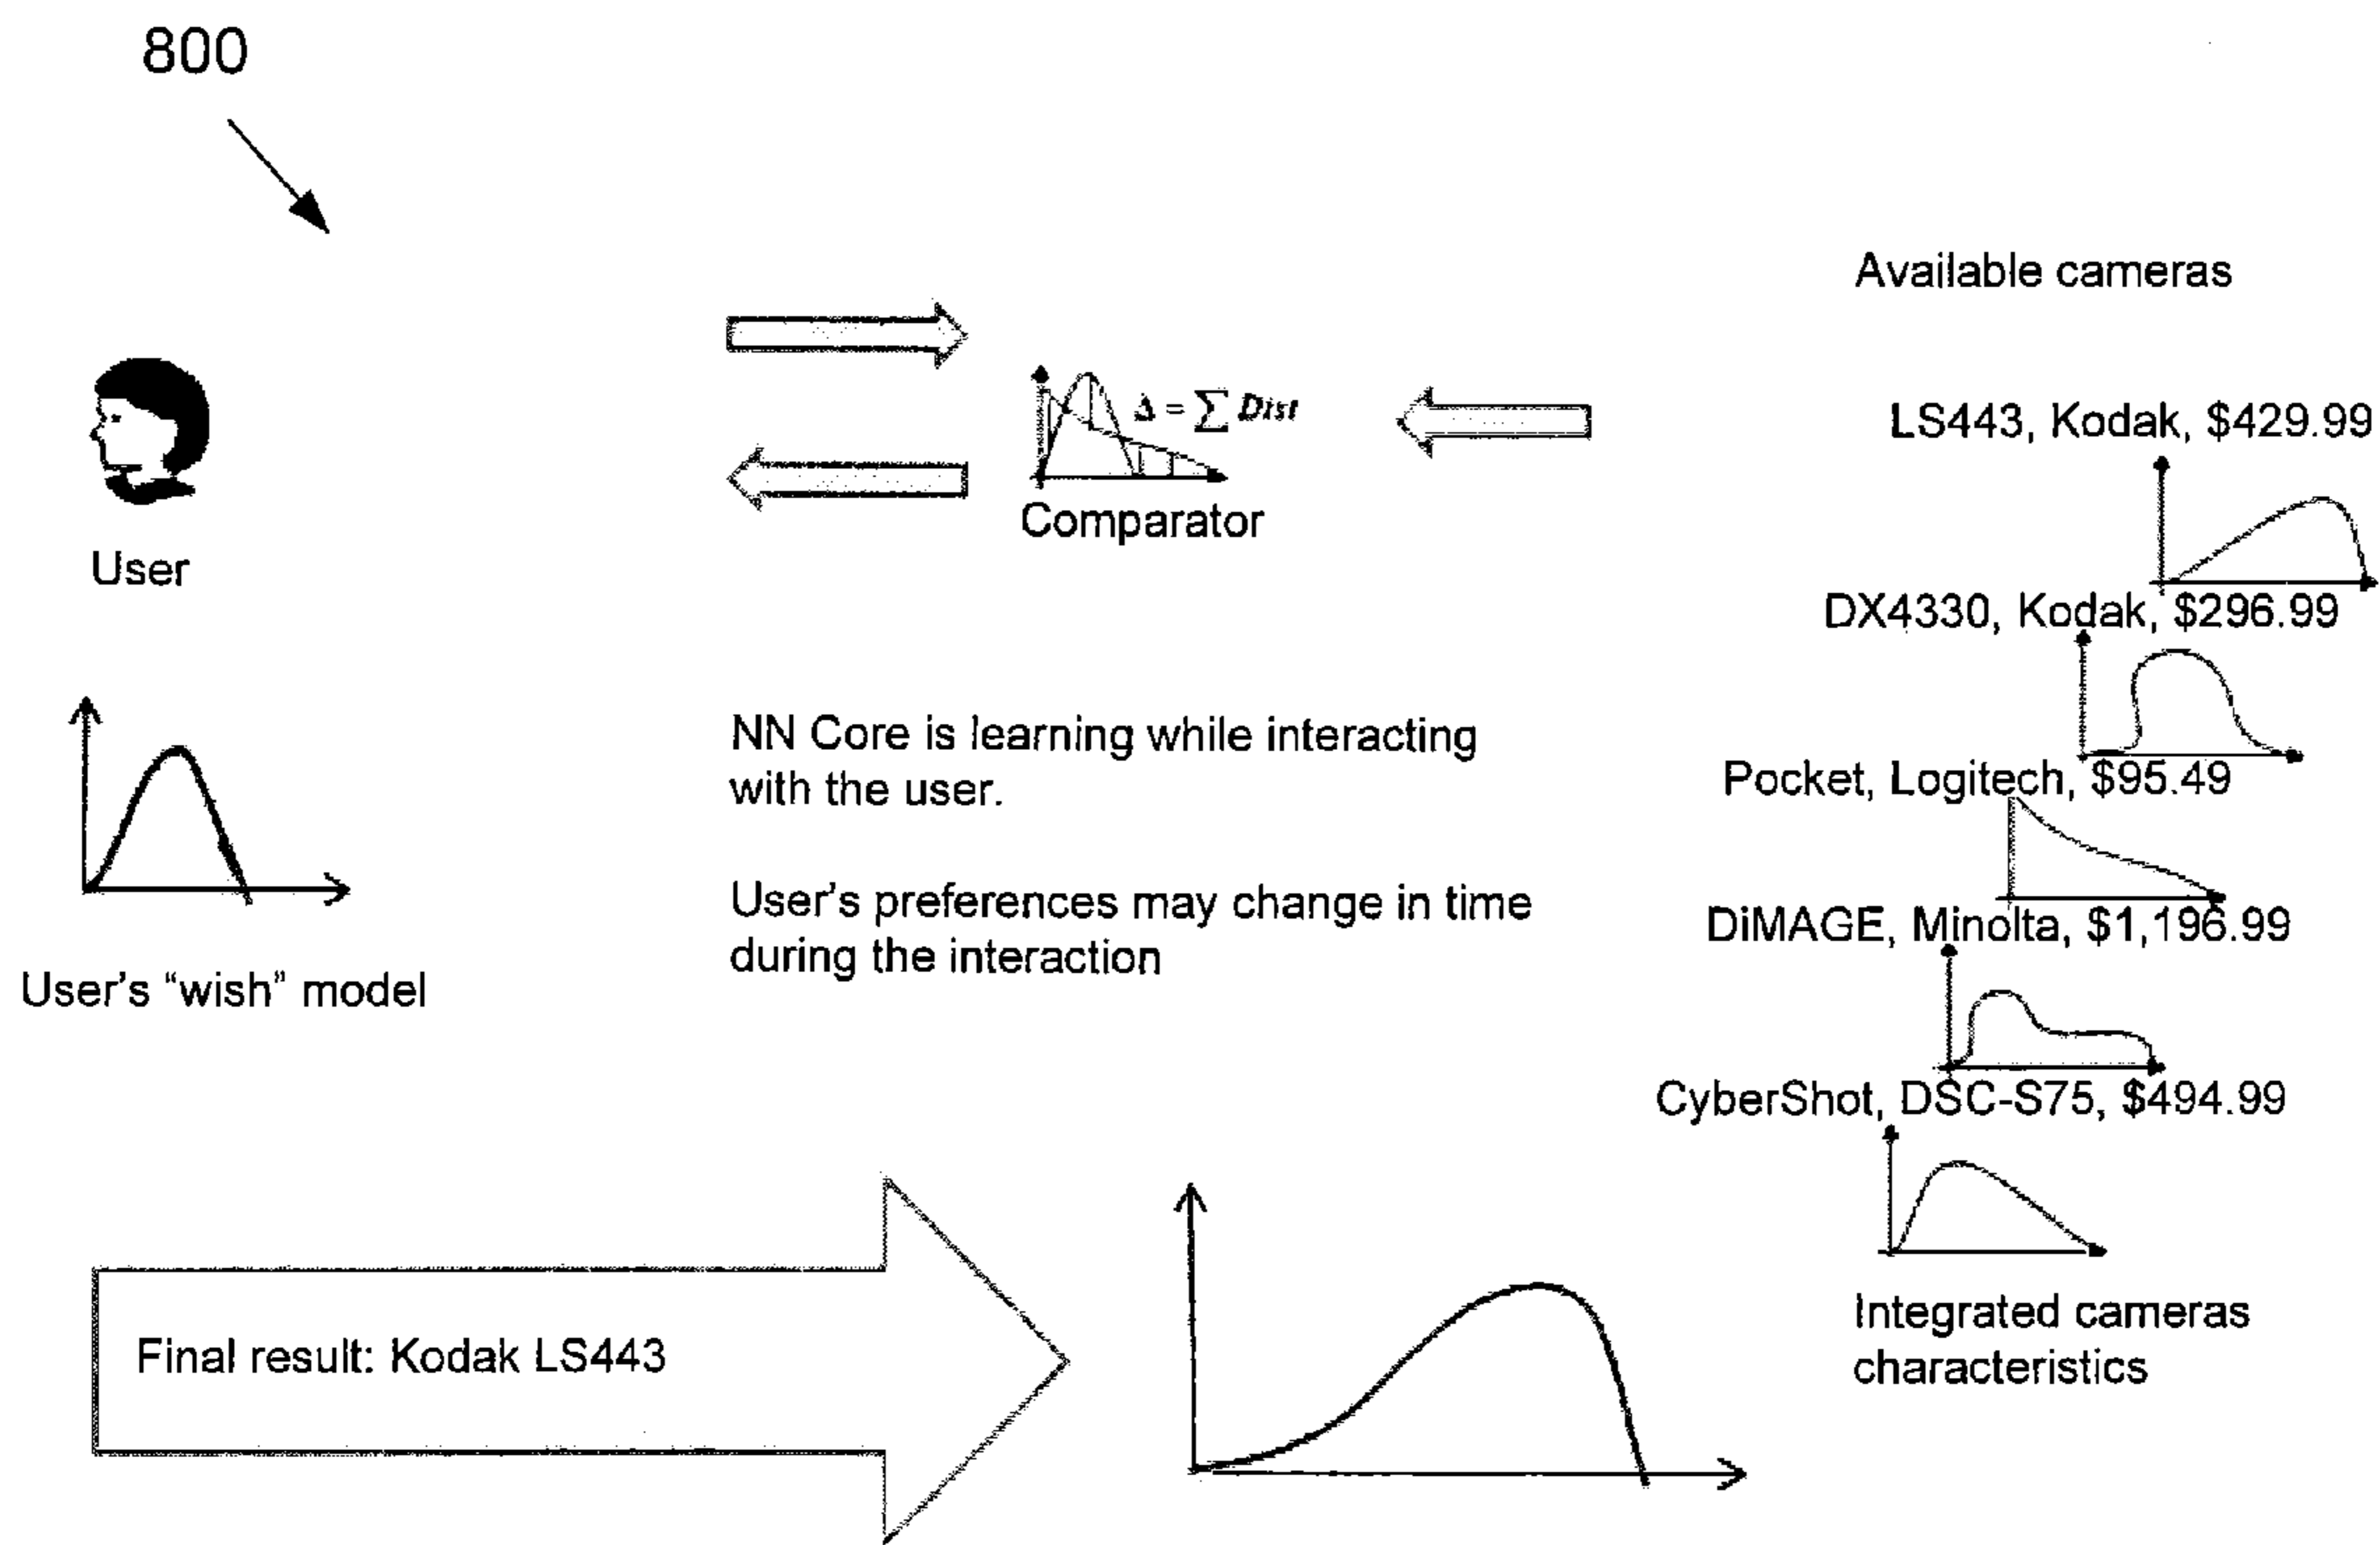 800
Available cameras
LS443, Kodak, $429.99
Δ = ∑ Dist
Comparator
User
DX4330, Kodak, $296.99
NN Core is learning while interacting
with the user.
Pocket, Logitech, $95.49
User's preferences may change in time
during the interaction
DiMAGE, Minolta, $1,196.99
User's “wish” model
CyberShot, DSC-S75, $494.99
Integrated cameras
characteristics
Final result: Kodak LS443